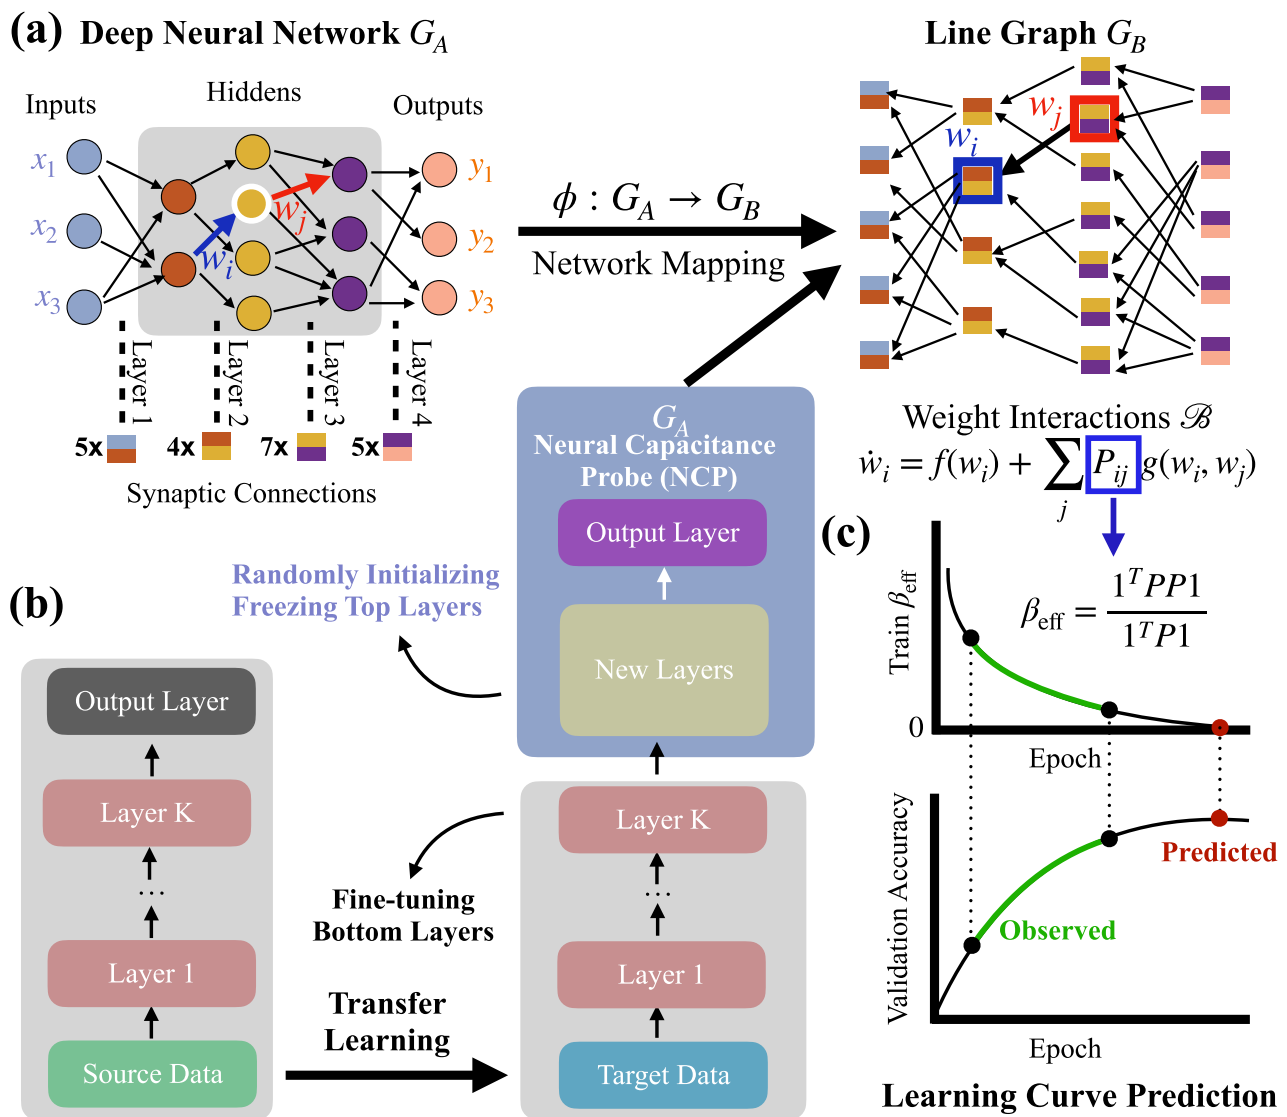 (a) Deep Neural Network G_A
Inputs
Hiddens
Outputs
x_1
x_2
x_3
w_i
w_j
y_1
y_2
y_3
Layer 1
Layer 2
Layer 3
Layer 4
5x
4x
7x
5x
Synaptic Connections
ϕ : G_A → G_B
Network Mapping
Line Graph G_B
w_j
w_i
Weight Interactions ℬ
ẇ_i = f(w_i) + ∑_j P_ij g(w_i, w_j)
(b)
Output Layer
Layer K
...
Layer 1
Source Data
Transfer
Learning
Randomly Initializing
Freezing Top Layers
G_A
Neural Capacitance
Probe (NCP)
Output Layer
New Layers
Fine-tuning
Bottom Layers
Layer K
...
Layer 1
Target Data
(c)
Train β_eff
β_eff = 1^T PP1 / 1^T P1
0
Epoch
Validation Accuracy
Predicted
Observed
Epoch
Learning Curve Prediction